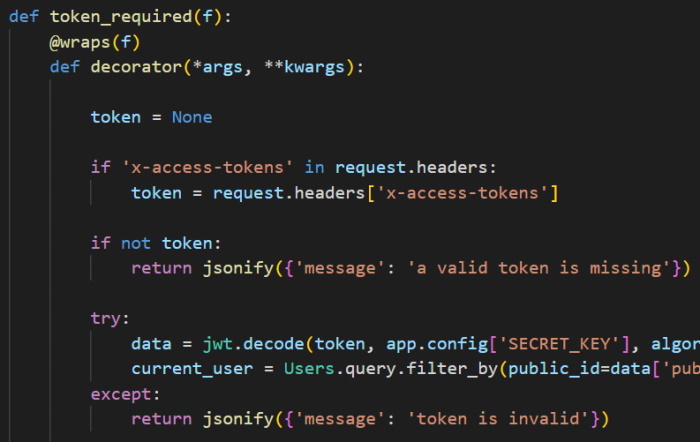 def token_required(f):
@wraps(f)
def decorator(*args, **kwargs):
token = None
if 'x-access-tokens' in request.headers:
token = request.headers['x-access-tokens']
if not token:
return jsonify({'message': 'a valid token is missing'})
try:
data = jwt.decode(token, app.config['SECRET_KEY'], algor
current_user = Users.query.filter_by(public_id=data['pub
except:
return jsonify({'message': 'token is invalid'})